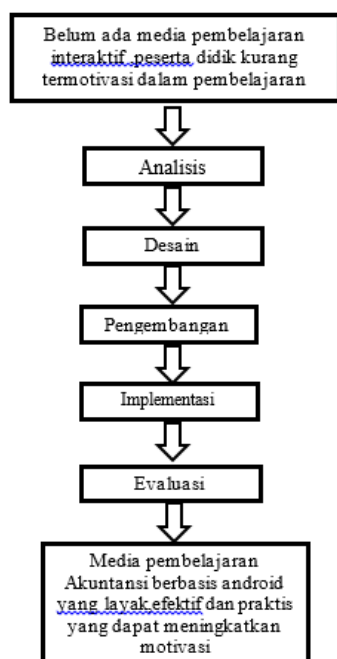 Belum ada media pembelajaran
interaktif ,peserta didik kurang
termotivasi dalam pembelajaran
Analisis
Desain
Pengembangan
Implementasi
Evaluasi
Media pembelajaran
Akuntansi berbasis android
yang layak,efektif dan praktis
yang dapat meningkatkan
motivasi